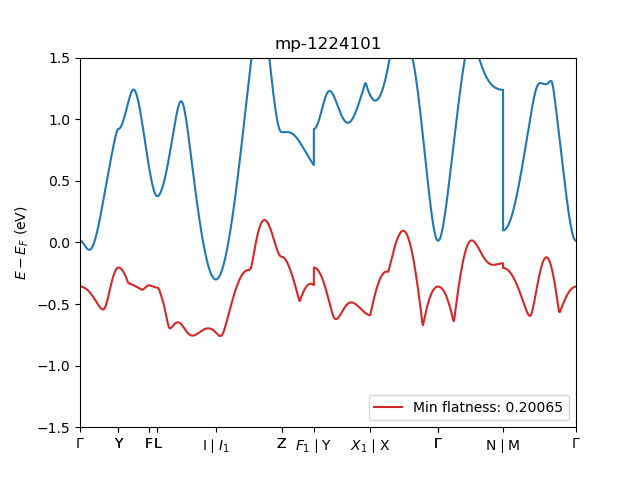 mp-1224101
E − E_F (eV)
1.5
1.0
0.5
0.0
−0.5
−1.0
−1.5
Min flatness: 0.20065
Γ Y F L I | I₁ Z F₁ | Y X₁ | X Γ N | M Γ